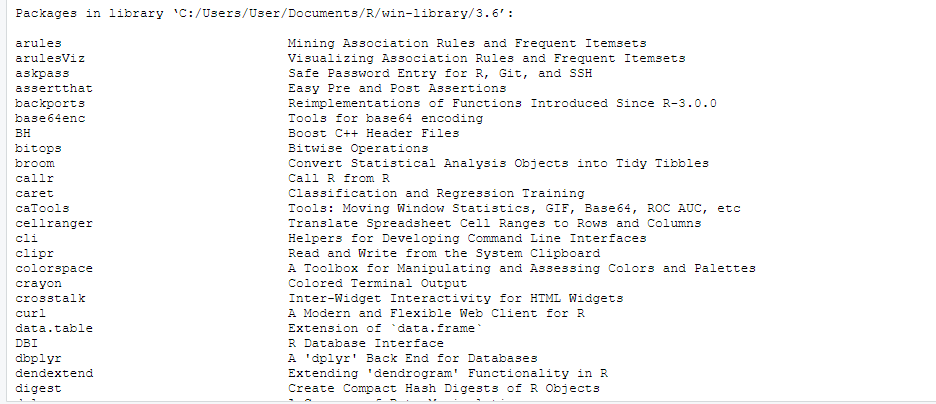 Packages in library ‘C:/Users/User/Documents/R/win-library/3.6’:
arules Mining Association Rules and Frequent Itemsets
arulesViz Visualizing Association Rules and Frequent Itemsets
askpass Safe Password Entry for R, Git, and SSH
assertthat Easy Pre and Post Assertions
backports Reimplementations of Functions Introduced Since R-3.0.0
base64enc Tools for base64 encoding
BH Boost C++ Header Files
bitops Bitwise Operations
broom Convert Statistical Analysis Objects into Tidy Tibbles
callr Call R from R
caret Classification and Regression Training
caTools Tools: Moving Window Statistics, GIF, Base64, ROC AUC, etc
cellranger Translate Spreadsheet Cell Ranges to Rows and Columns
cli Helpers for Developing Command Line Interfaces
clipr Read and Write from the System Clipboard
colorspace A Toolbox for Manipulating and Assessing Colors and Palettes
crayon Colored Terminal Output
crosstalk Inter-Widget Interactivity for HTML Widgets
curl A Modern and Flexible Web Client for R
data.table Extension of `data.frame`
DBI R Database Interface
dbplyr A 'dplyr' Back End for Databases
dendextend Extending 'dendrogram' Functionality in R
digest Create Compact Hash Digests of R Objects